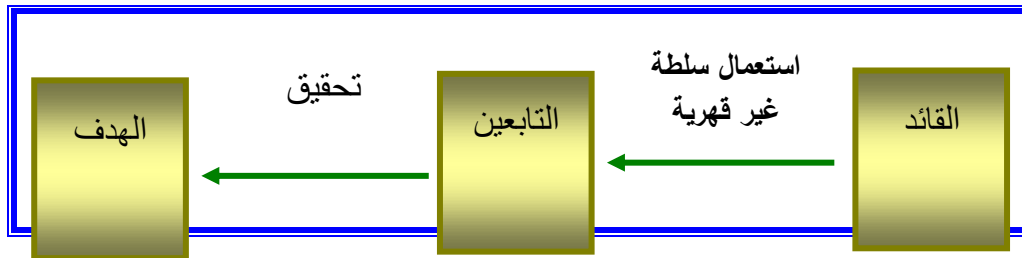 القائد
استعمال سلطة
غير قهرية
التابعين
تحقيق
الهدف